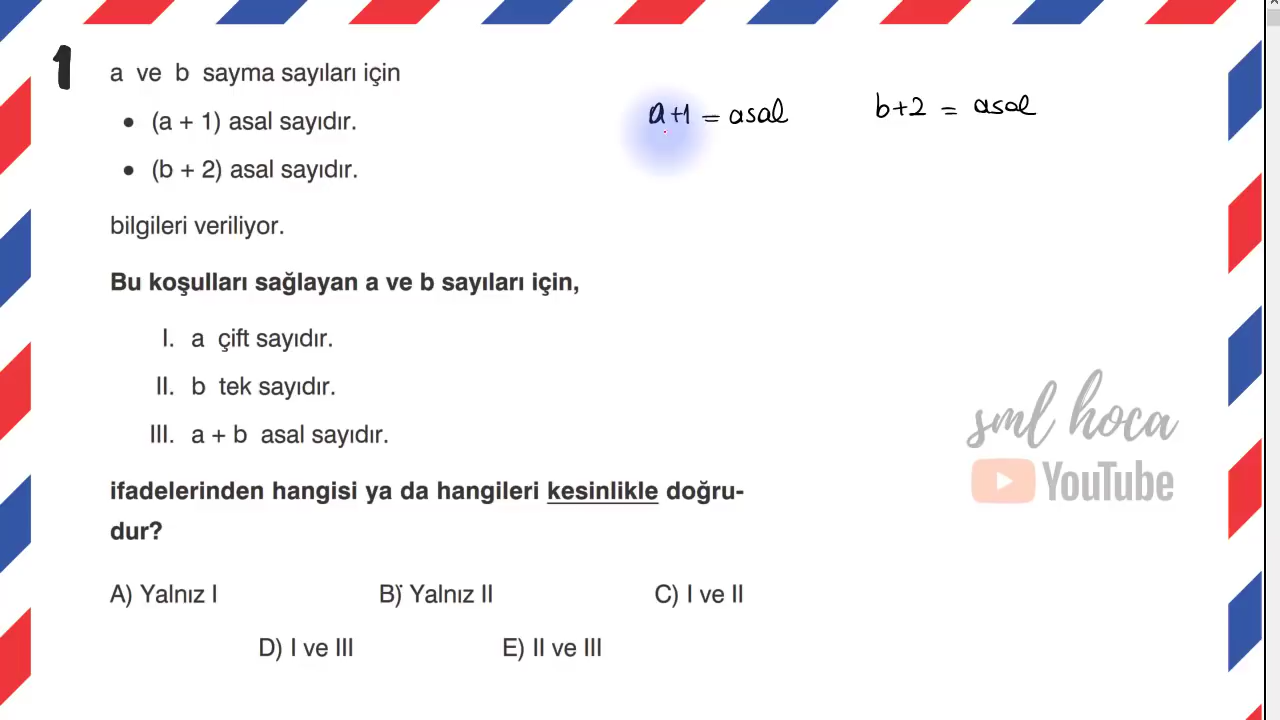 1
a ve b sayma sayıları için
a+1 = asal
b+2 = asal
• (a + 1) asal sayıdır.
• (b + 2) asal sayıdır.
bilgileri veriliyor.
Bu koşulları sağlayan a ve b sayıları için,
I. a çift sayıdır.
II. b tek sayıdır.
III. a + b asal sayıdır.
ifadelerinden hangisi ya da hangileri kesinlikle doğru-
dur?
A) Yalnız I
B) Yalnız II
C) I ve II
D) I ve III
E) II ve III
sml hoca
YouTube